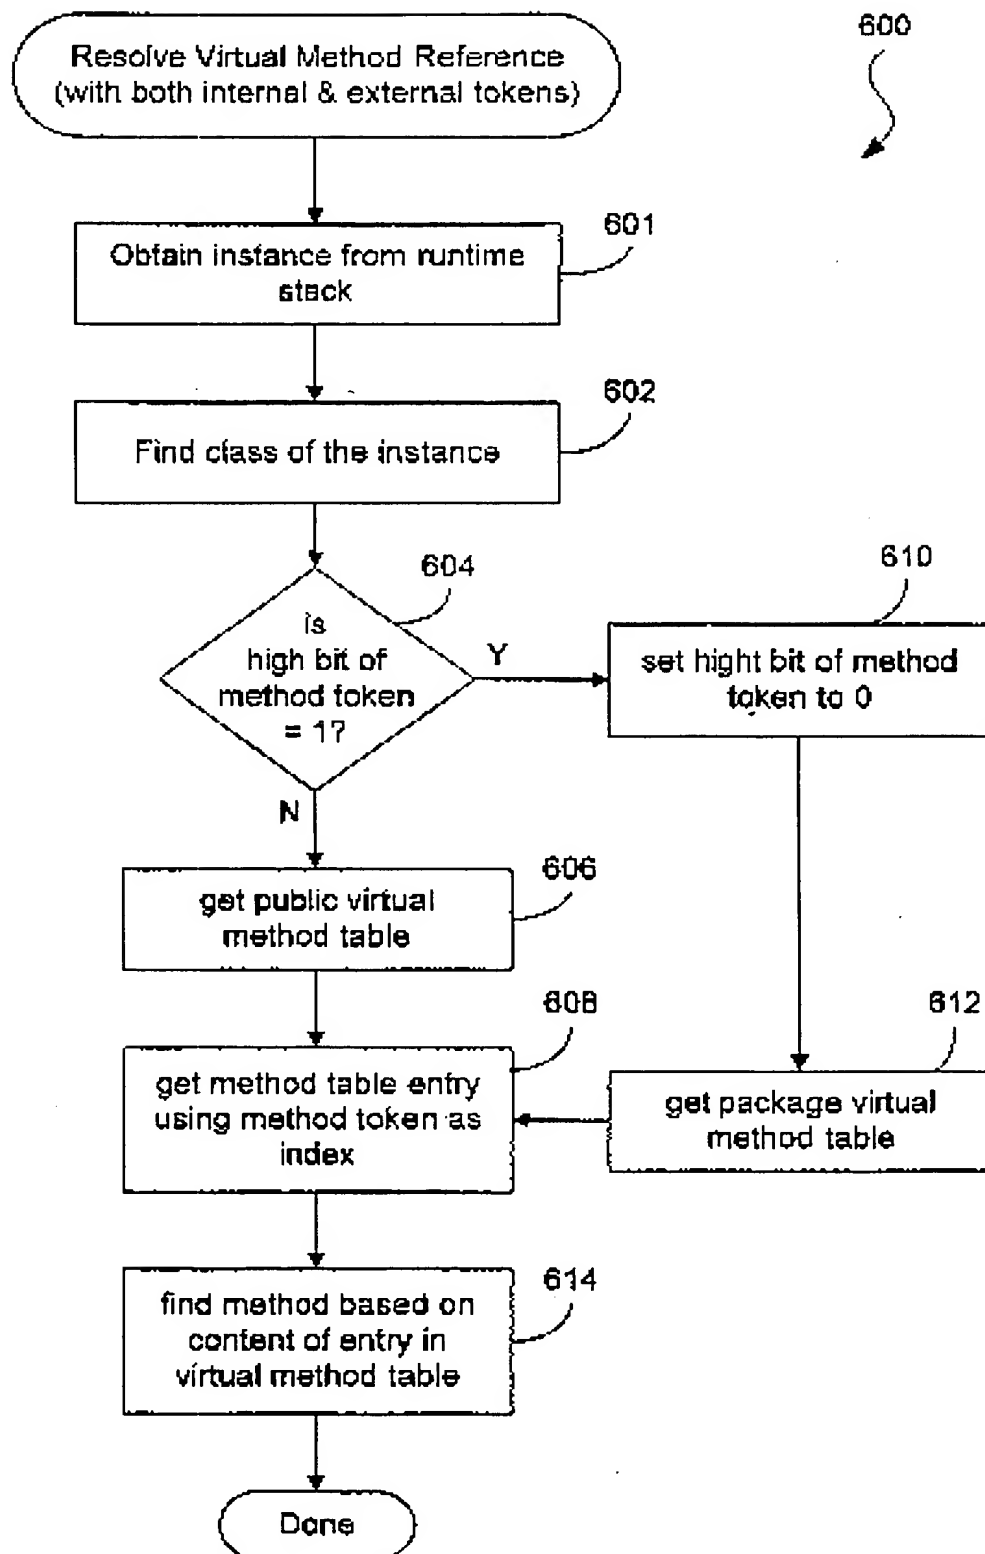 600
Resolve Virtual Method Reference
(with both internal & external tokens)
601
Obtain instance from runtime
stack
602
Find class of the instance
604
is
high bit of
method token
= 1?
Y
N
610
set hight bit of method
token to 0
606
get public virtual
method table
608
get method table entry
using method token as
index
612
get package virtual
method table
614
find method based on
content of entry in
virtual method table
Done